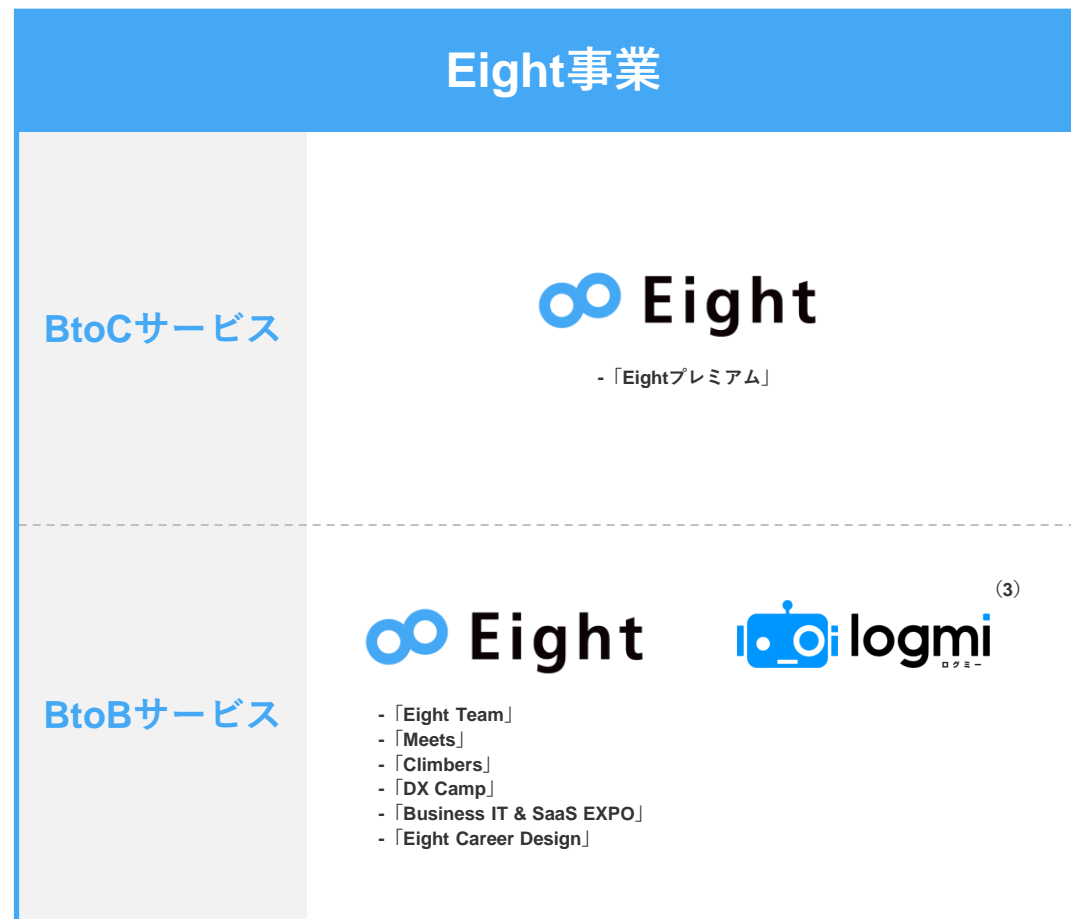 Eight事業
BtoCサービス
Eight
-「Eightプレミアム」
BtoBサービス
Eight
logmi
ログミー
（3）
-「Eight Team」
-「Meets」
-「Climbers」
-「DX Camp」
-「Business IT & SaaS EXPO」
-「Eight Career Design」